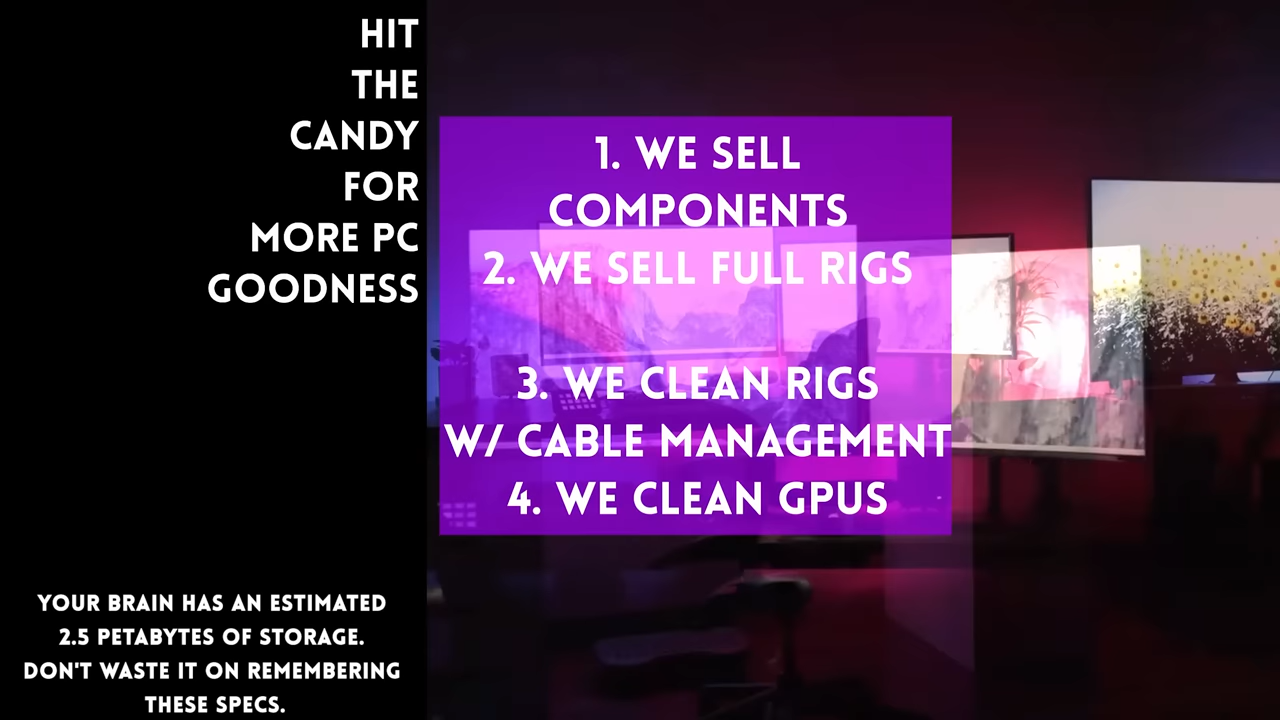 HIT
THE
CANDY
FOR
MORE PC
GOODNESS
1. WE SELL
COMPONENTS
2. WE SELL FULL RIGS
3. WE CLEAN RIGS
W/ CABLE MANAGEMENT
4. WE CLEAN GPUS
YOUR BRAIN HAS AN ESTIMATED
2.5 PETABYTES OF STORAGE.
DON'T WASTE IT ON REMEMBERING
THESE SPECS.